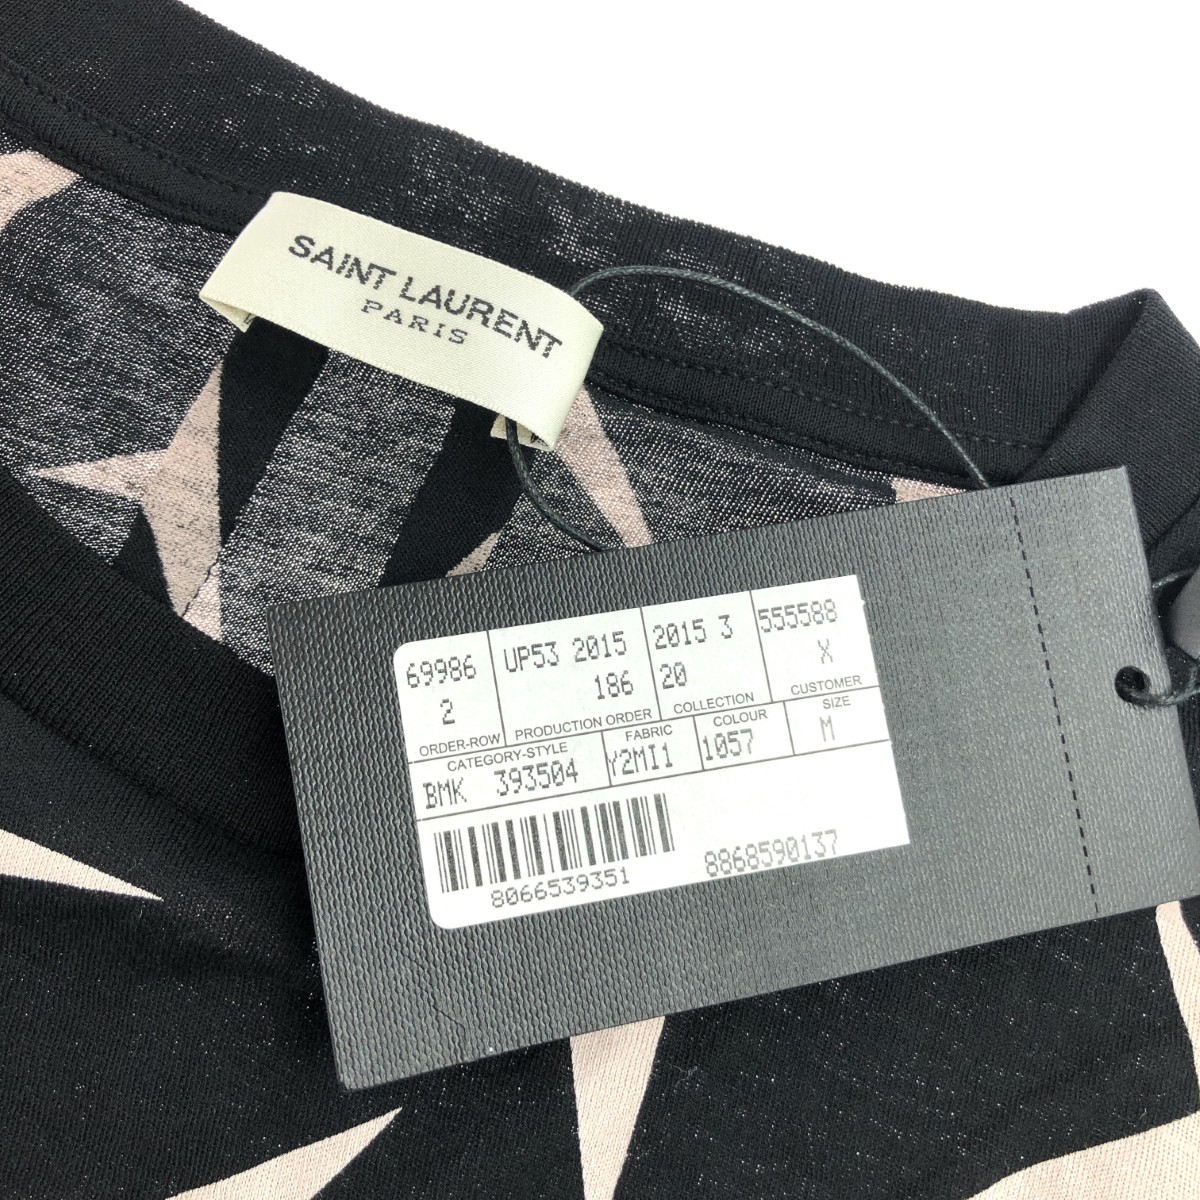 SAINT LAURENT
PARIS
69986 UP53 2015 2015 3 555588
2 186 20 X
ORDER-ROW PRODUCTION ORDER COLLECTION CUSTOMER
CATEGORY-STYLE FABRIC COLOUR SIZE
BMK 393504 Y2MI1 1057 M
8066539351 8868590137